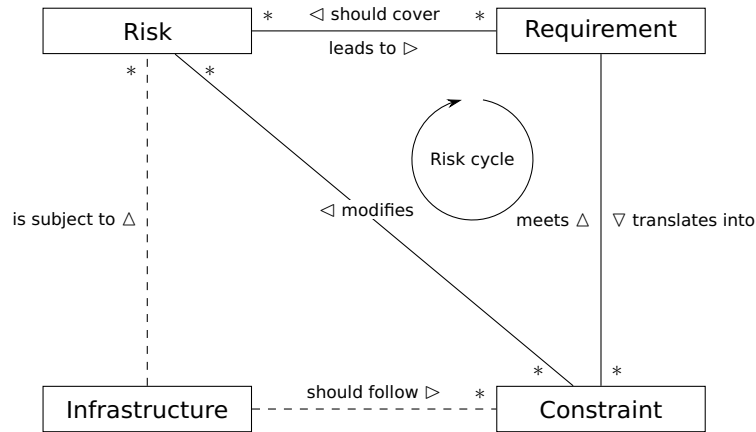 Risk
* ◁ should cover *
Requirement
leads to ▷
* *
Risk cycle
◁ modifies
is subject to △
meets △ ▽ translates into
* *
Infrastructure
should follow ▷ *
Constraint